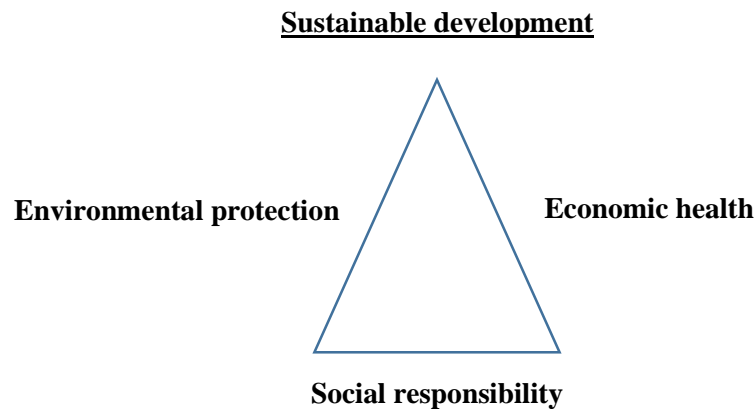 Sustainable development
Environmental protection
Economic health
Social responsibility